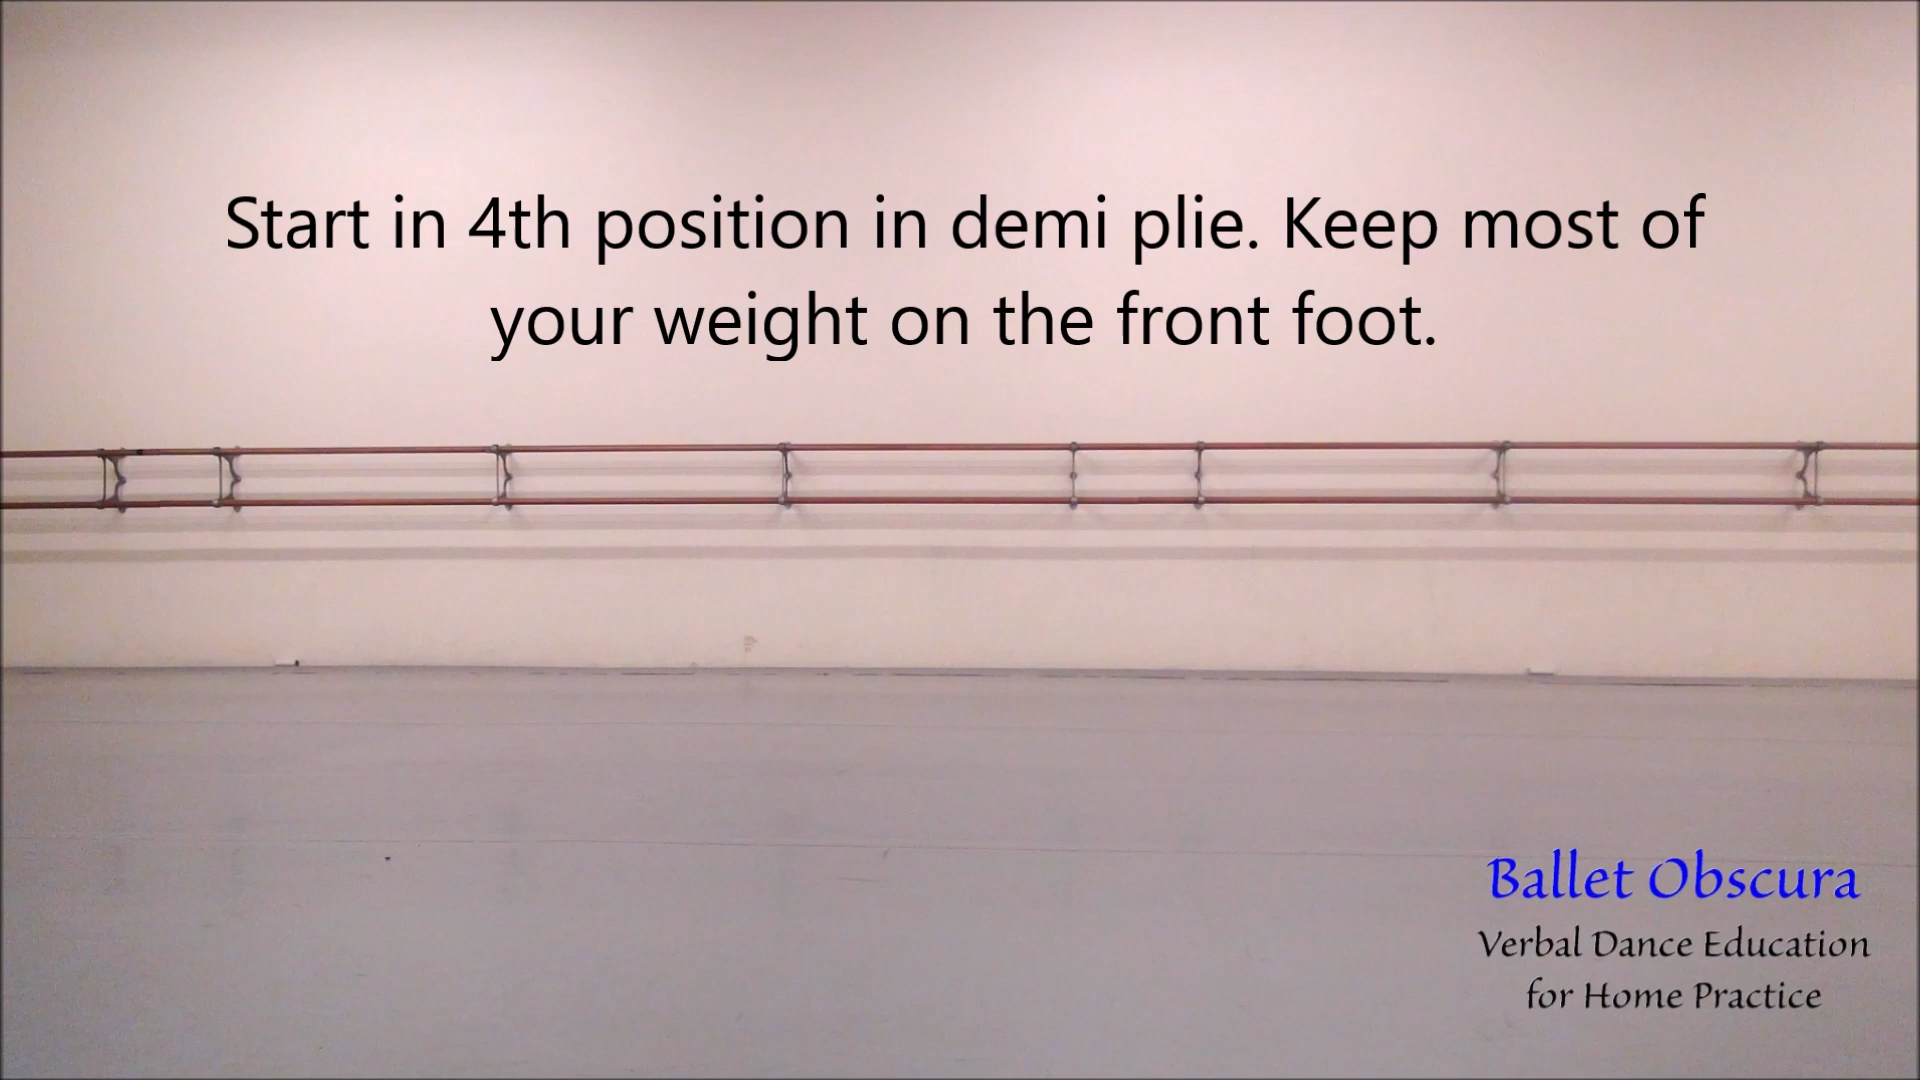 Start in 4th position in demi plie. Keep most of
your weight on the front foot.
Ballet Obscura
Verbal Dance Education
for Home Practice